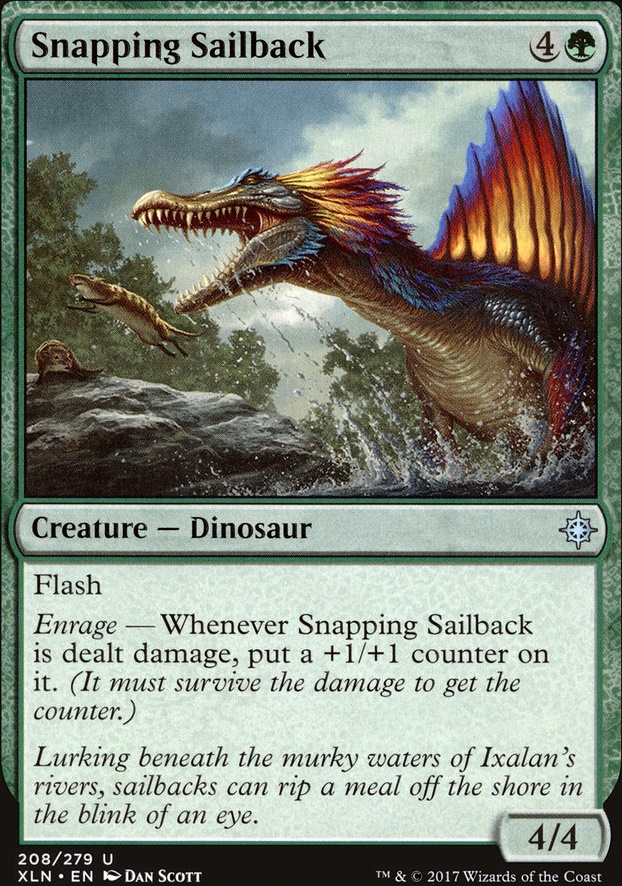 Snapping Sailback 4
Creature — Dinosaur
Flash
Enrage — Whenever Snapping Sailback
is dealt damage, put a +1/+1 counter on
it. (It must survive the damage to get the
counter.)
Lurking beneath the murky waters of Ixalan's
rivers, sailbacks can rip a meal off the shore in
the blink of an eye.
4/4
208/279 U
XLN • EN DAN SCOTT
™ & © 2017 Wizards of the Coast